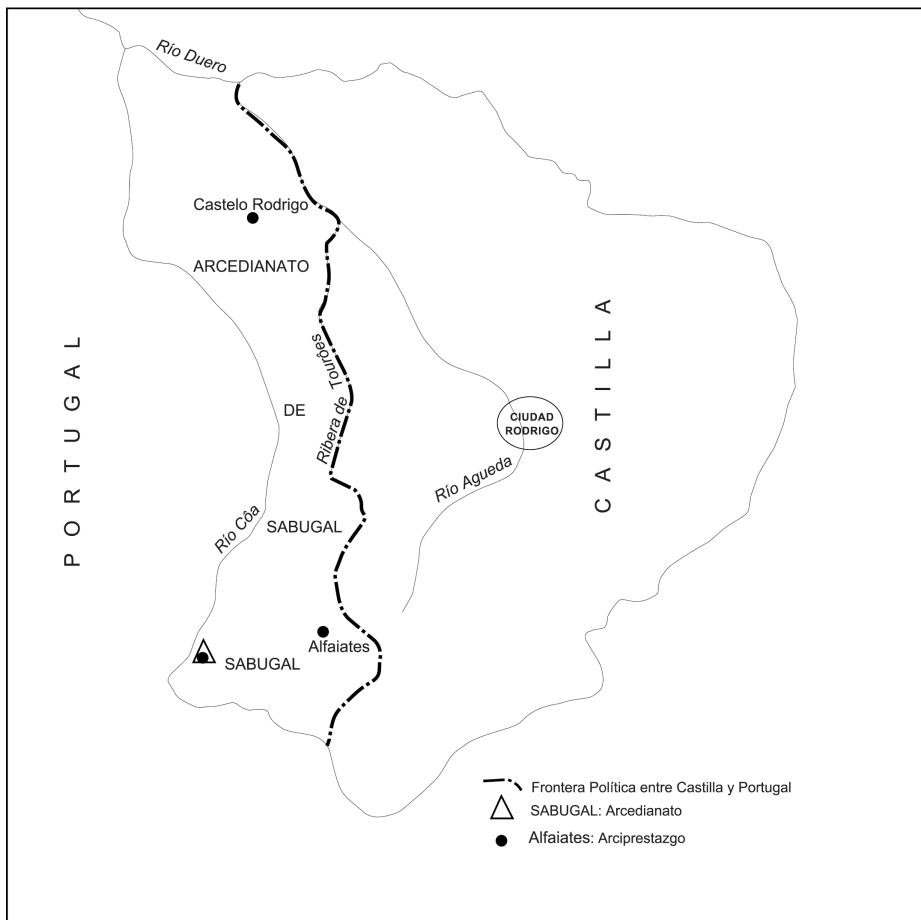 Río Duero
Castelo Rodrigo
ARCEDIANATO
PORTUGAL
CASTILLA
Ribera de Tourões
DE
CIUDAD
RODRIGO
Río Agueda
Río Côa
SABUGAL
Alfaiates
SABUGAL
Frontera Política entre Castilla y Portugal
SABUGAL: Arcedianato
Alfaiates: Arciprestazgo